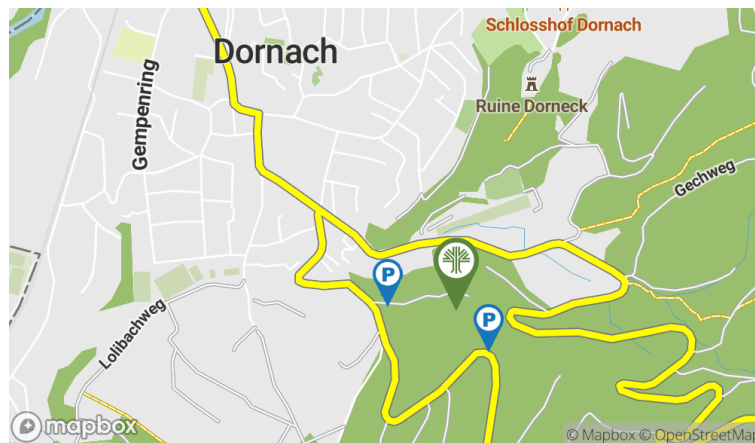 Schlosshof Dornach
Dornach
Gempenring
Ruine Dorneck
Gechweg
P
P
Lolibachweg
mapbox
© Mapbox © OpenStreetMap